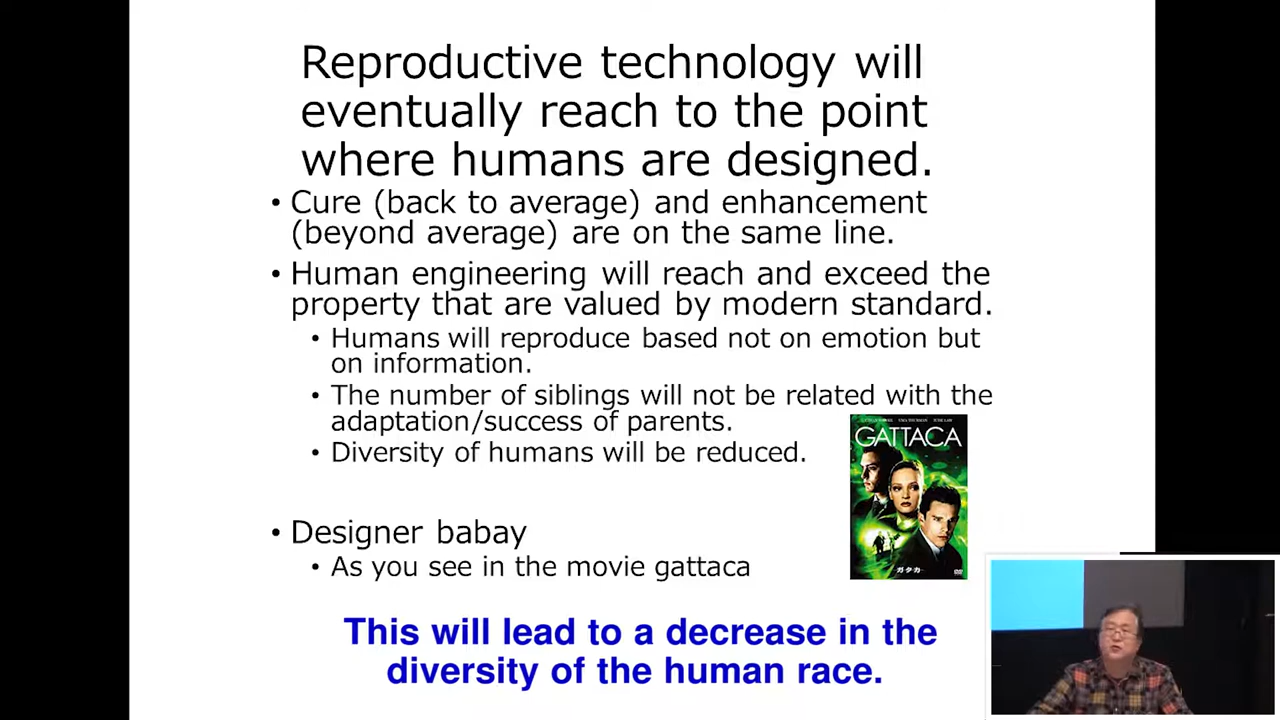 Reproductive technology will
eventually reach to the point
where humans are designed.
• Cure (back to average) and enhancement
(beyond average) are on the same line.
• Human engineering will reach and exceed the
property that are valued by modern standard.
• Humans will reproduce based not on emotion but
on information.
• The number of siblings will not be related with the
adaptation/success of parents.
• Diversity of humans will be reduced.
GATTACA
ガタカ
• Designer babay
• As you see in the movie gattaca
This will lead to a decrease in the
diversity of the human race.